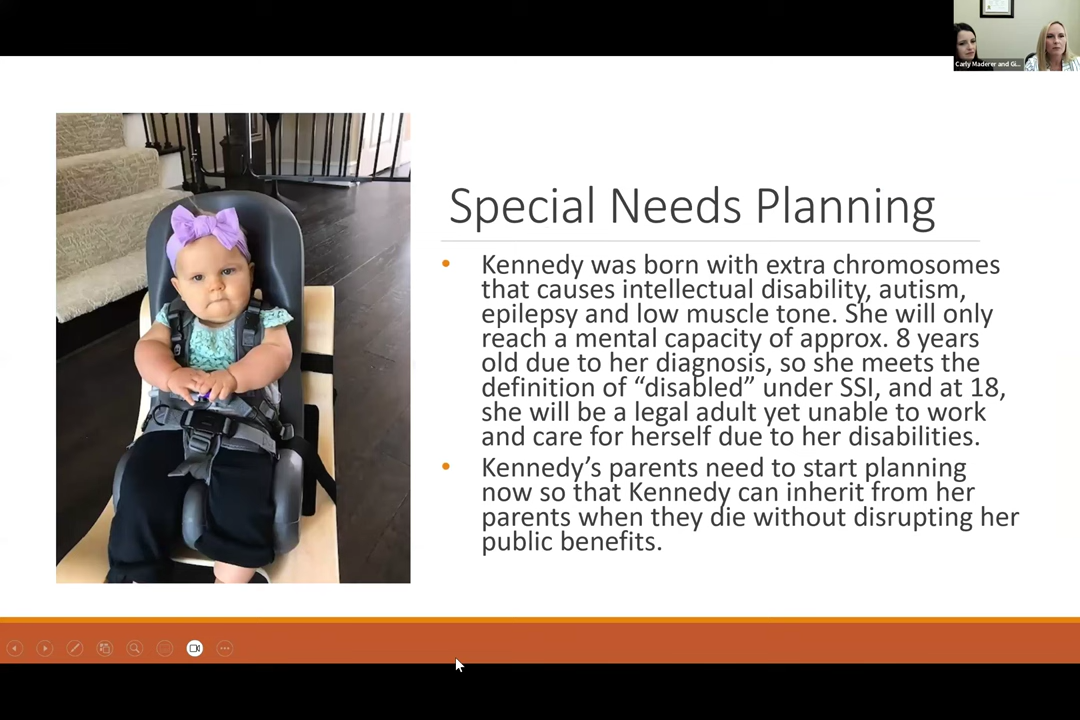 Carly Maderer and Gi...
Special Needs Planning
• Kennedy was born with extra chromosomes
that causes intellectual disability, autism,
epilepsy and low muscle tone. She will only
reach a mental capacity of approx. 8 years
old due to her diagnosis, so she meets the
definition of “disabled” under SSI, and at 18,
she will be a legal adult yet unable to work
and care for herself due to her disabilities.
• Kennedy’s parents need to start planning
now so that Kennedy can inherit from her
parents when they die without disrupting her
public benefits.